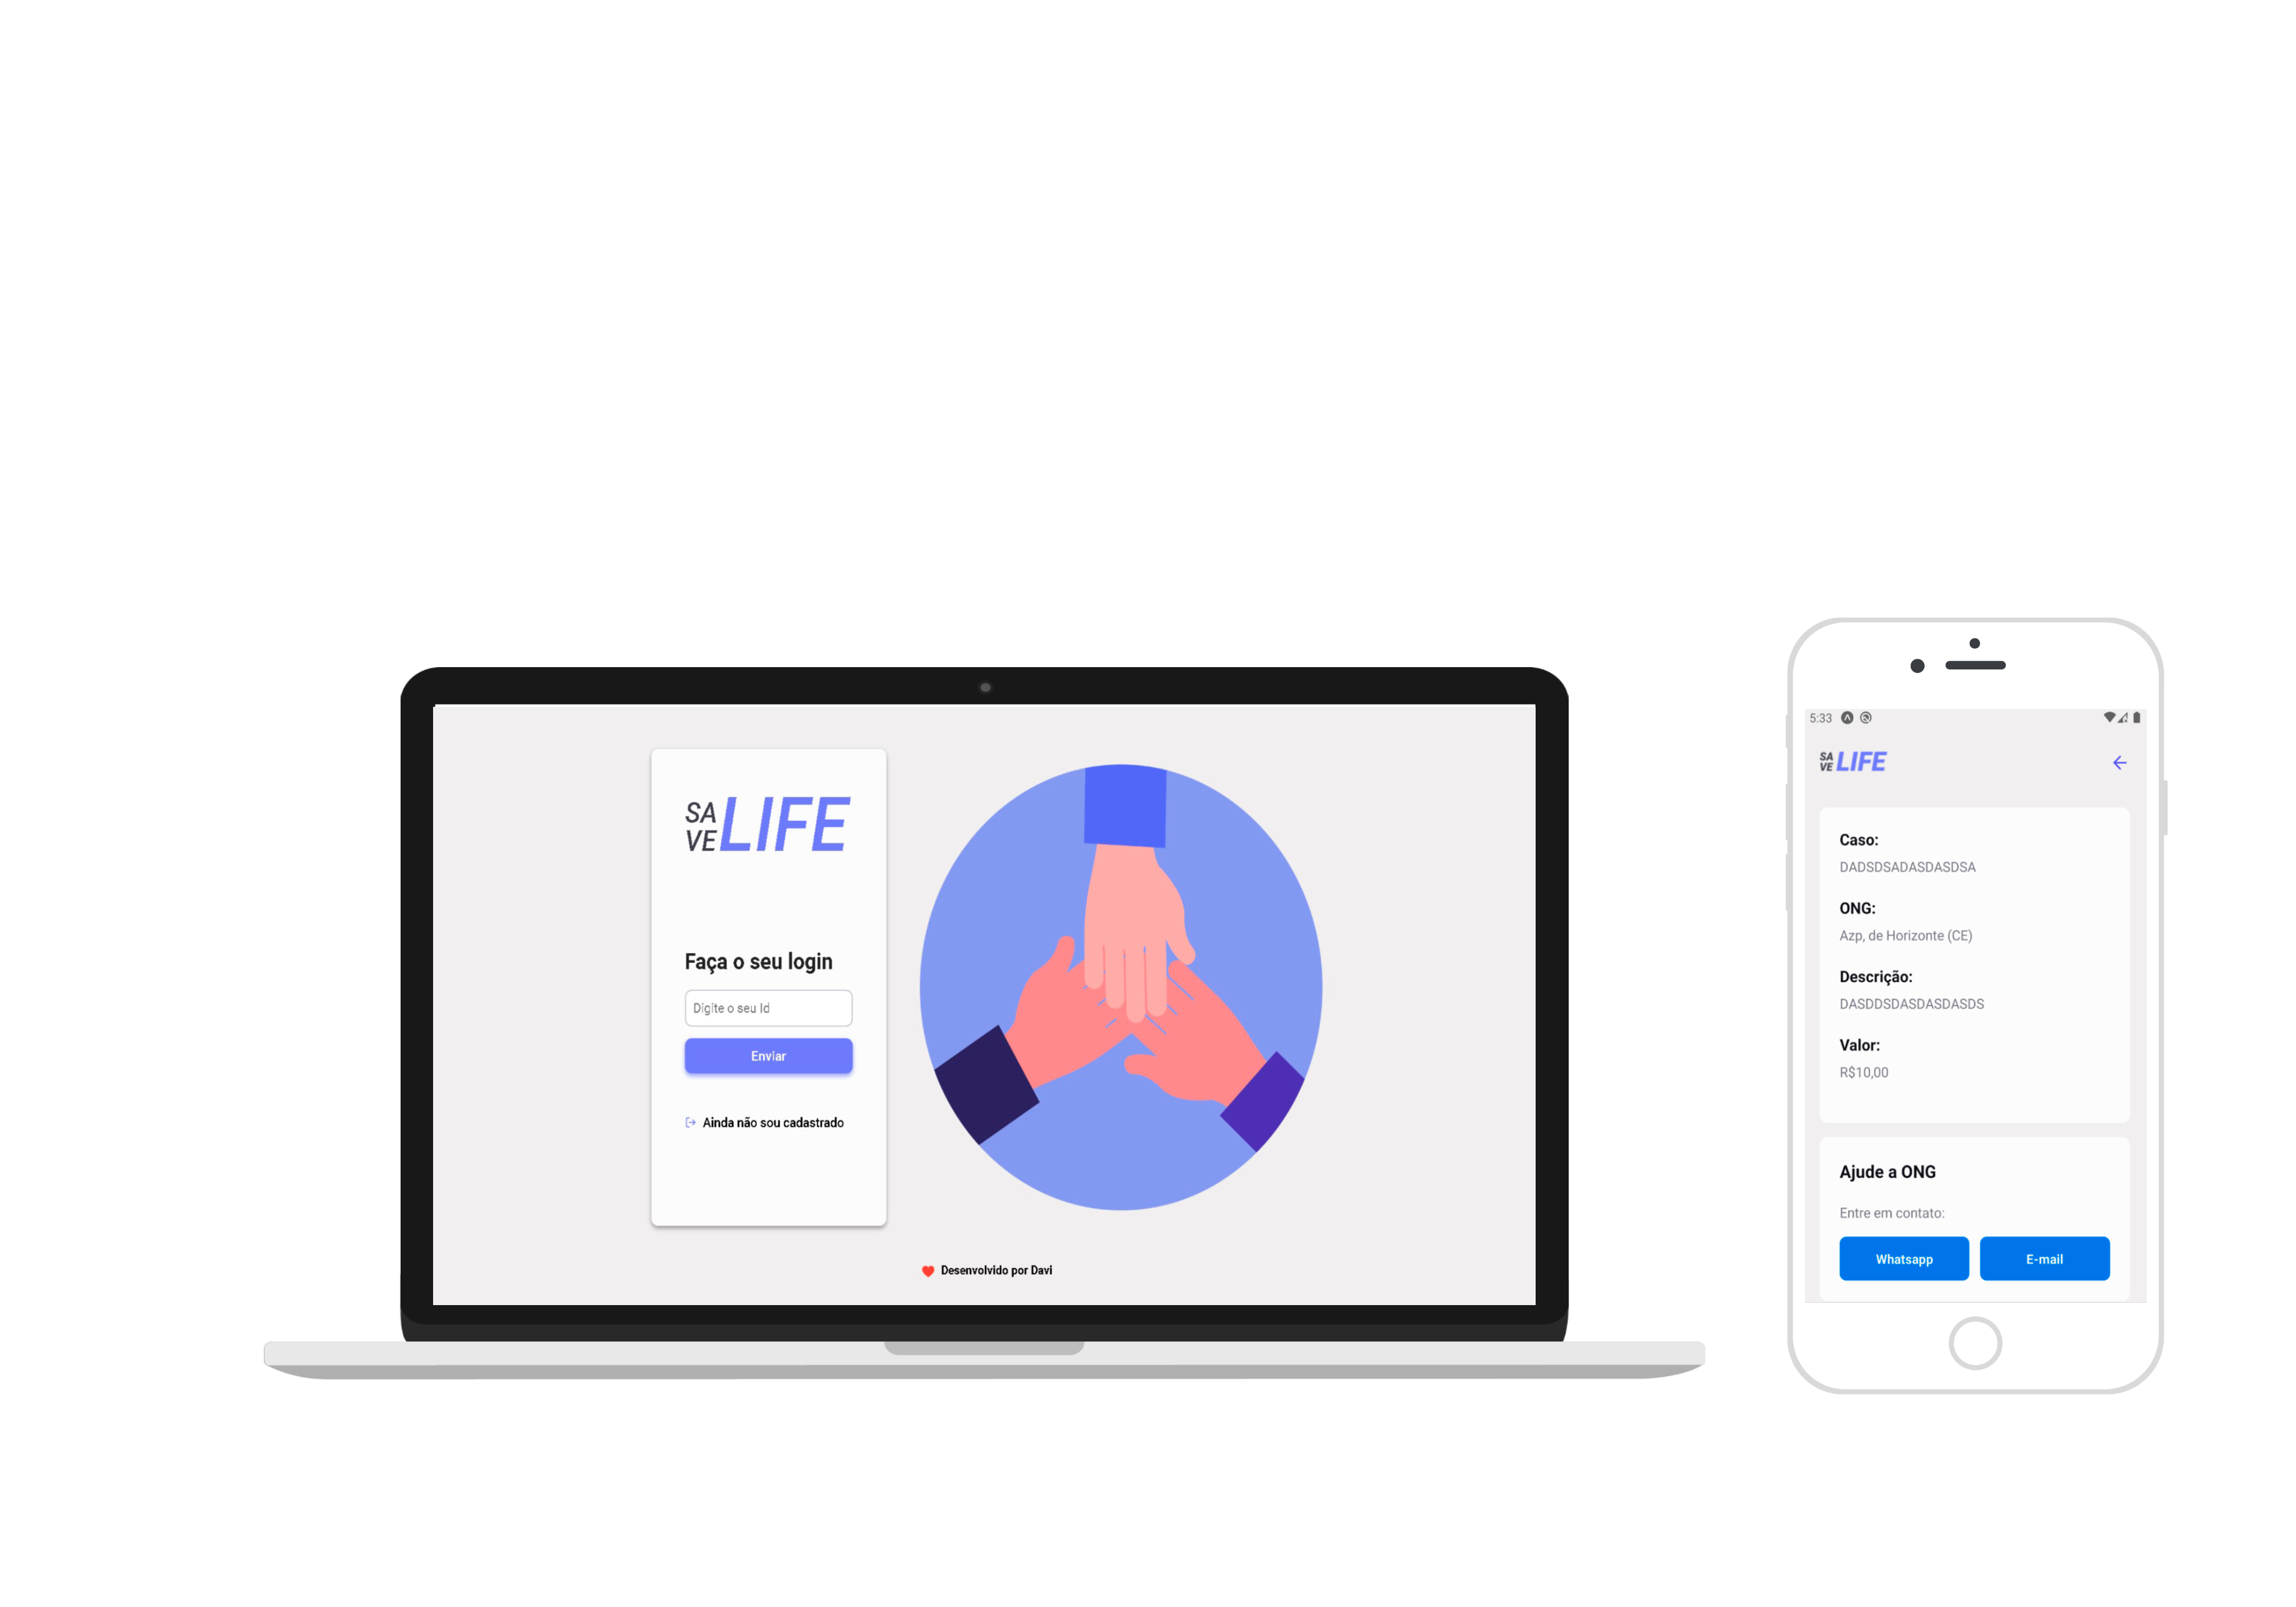 SA
VE LIFE
Faça o seu login
Digite o seu Id
Enviar
Ainda não sou cadastrado
Desenvolvido por Davi
5:33
SA
VE LIFE
Caso:
DADSDSADASDASDSA
ONG:
Azp, de Horizonte (CE)
Descrição:
DASDDSDASDASDASDS
Valor:
R$10,00
Ajude a ONG
Entre em contato:
Whatsapp
E-mail